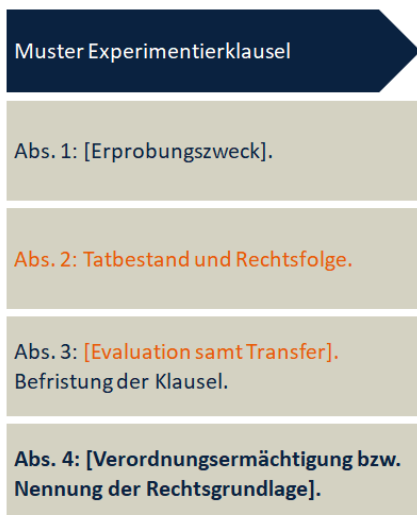 Muster Experimentierklausel
Abs. 1: [Erprobungszweck].
Abs. 2: Tatbestand und Rechtsfolge.
Abs. 3: [Evaluation samt Transfer].
Befristung der Klausel.
Abs. 4: [Verordnungsermächtigung bzw.
Nennung der Rechtsgrundlage].